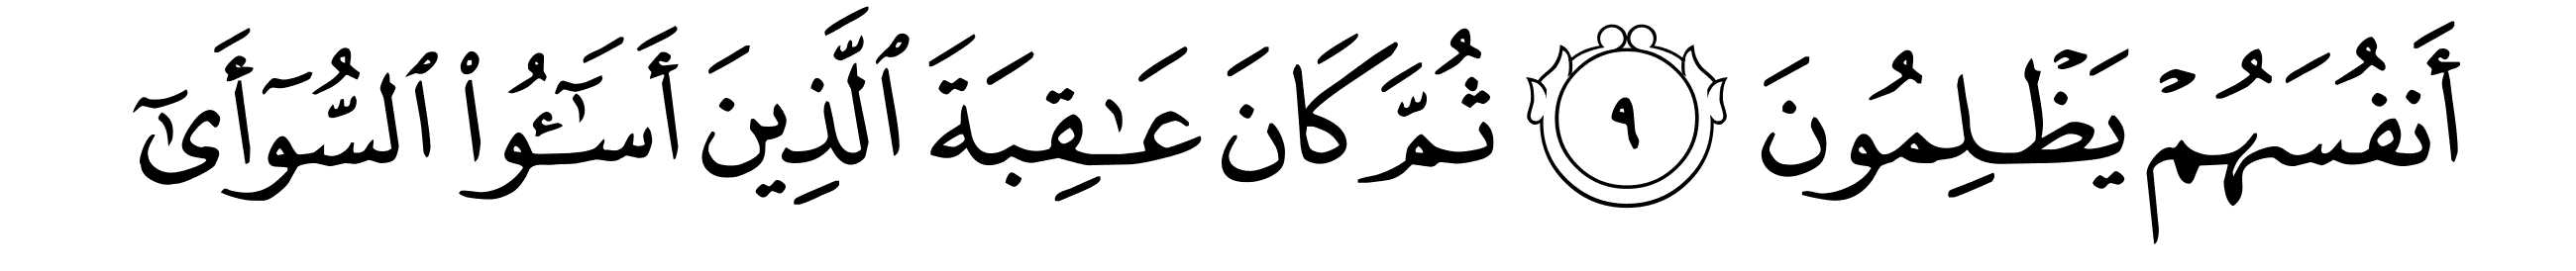 أَنفُسَهُمْ يَظْلِمُونَ ٩ ثُمَّ كَانَ عَـٰقِبَةَ ٱلَّذِينَ أَسَـٰٓـُٔوا۟ ٱلسُّوٓأَىٰٓ